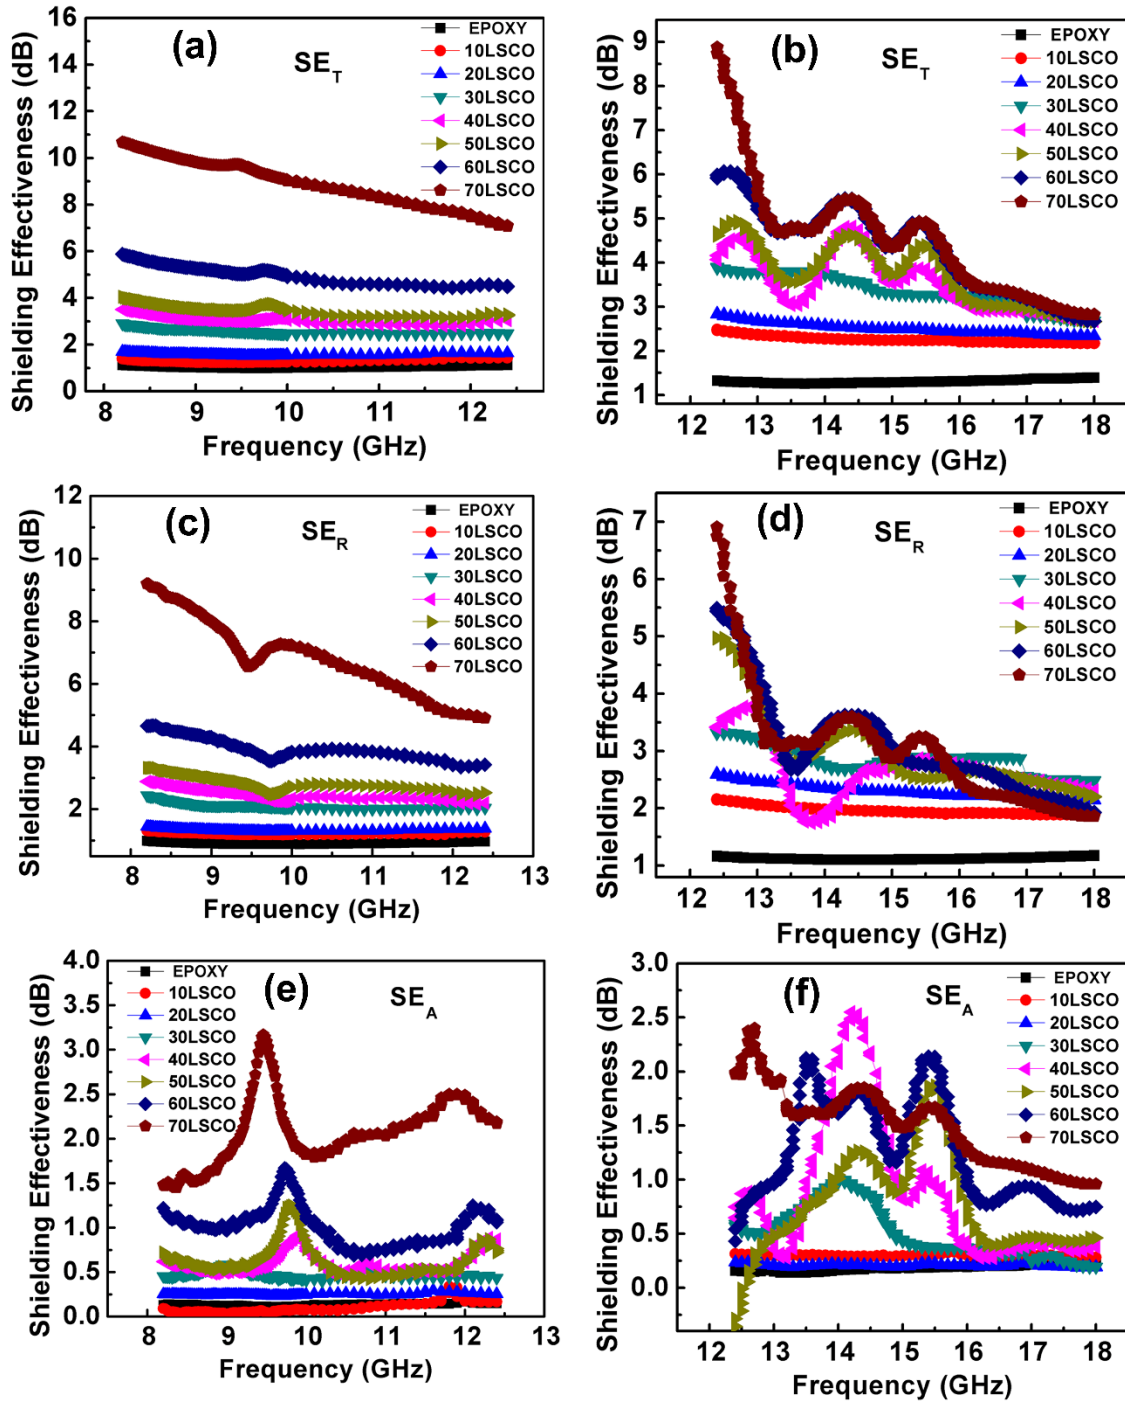 (a)
SE_T
EPOXY
10LSCO
20LSCO
30LSCO
40LSCO
50LSCO
60LSCO
70LSCO
Shielding Effectiveness (dB)
16
14
12
10
8
6
4
2
0
8
9
10
11
12
Frequency (GHz)
(b)
SE_T
EPOXY
10LSCO
20LSCO
30LSCO
40LSCO
50LSCO
60LSCO
70LSCO
Shielding Effectiveness (dB)
9
8
7
6
5
4
3
2
1
12
13
14
15
16
17
18
Frequency (GHz)
(c)
SE_R
EPOXY
10LSCO
20LSCO
30LSCO
40LSCO
50LSCO
60LSCO
70LSCO
Shielding Effectiveness (dB)
12
10
8
6
4
2
8
9
10
11
12
13
Frequency (GHz)
(d)
SE_R
EPOXY
10LSCO
20LSCO
30LSCO
40LSCO
50LSCO
60LSCO
70LSCO
Shielding Effectiveness (dB)
7
6
5
4
3
2
1
12
13
14
15
16
17
18
Frequency (GHz)
(e)
SE_A
EPOXY
10LSCO
20LSCO
30LSCO
40LSCO
50LSCO
60LSCO
70LSCO
Shielding Effectiveness (dB)
4.0
3.5
3.0
2.5
2.0
1.5
1.0
0.5
0.0
8
9
10
11
12
13
Frequency (GHz)
(f)
SE_A
EPOXY
10LSCO
20LSCO
30LSCO
40LSCO
50LSCO
60LSCO
70LSCO
Shielding Effectiveness (dB)
3.0
2.5
2.0
1.5
1.0
0.5
0.0
12
13
14
15
16
17
18
Frequency (GHz)